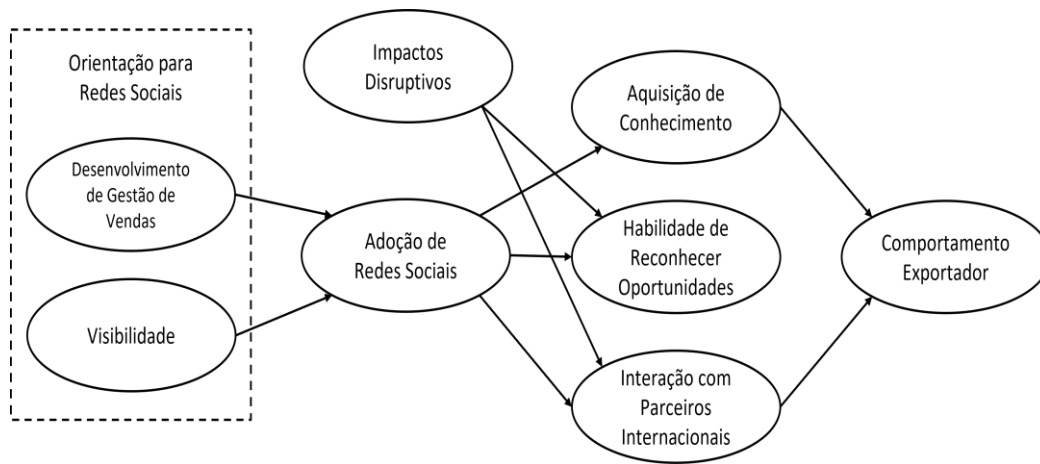 Orientação para
Redes Sociais
Desenvolvimento
de Gestão de
Vendas
Visibilidade
Impactos
Disruptivos
Adoção de
Redes Sociais
Aquisição de
Conhecimento
Habilidade de
Reconhecer
Oportunidades
Interação com
Parceiros
Internacionais
Comportamento
Exportador